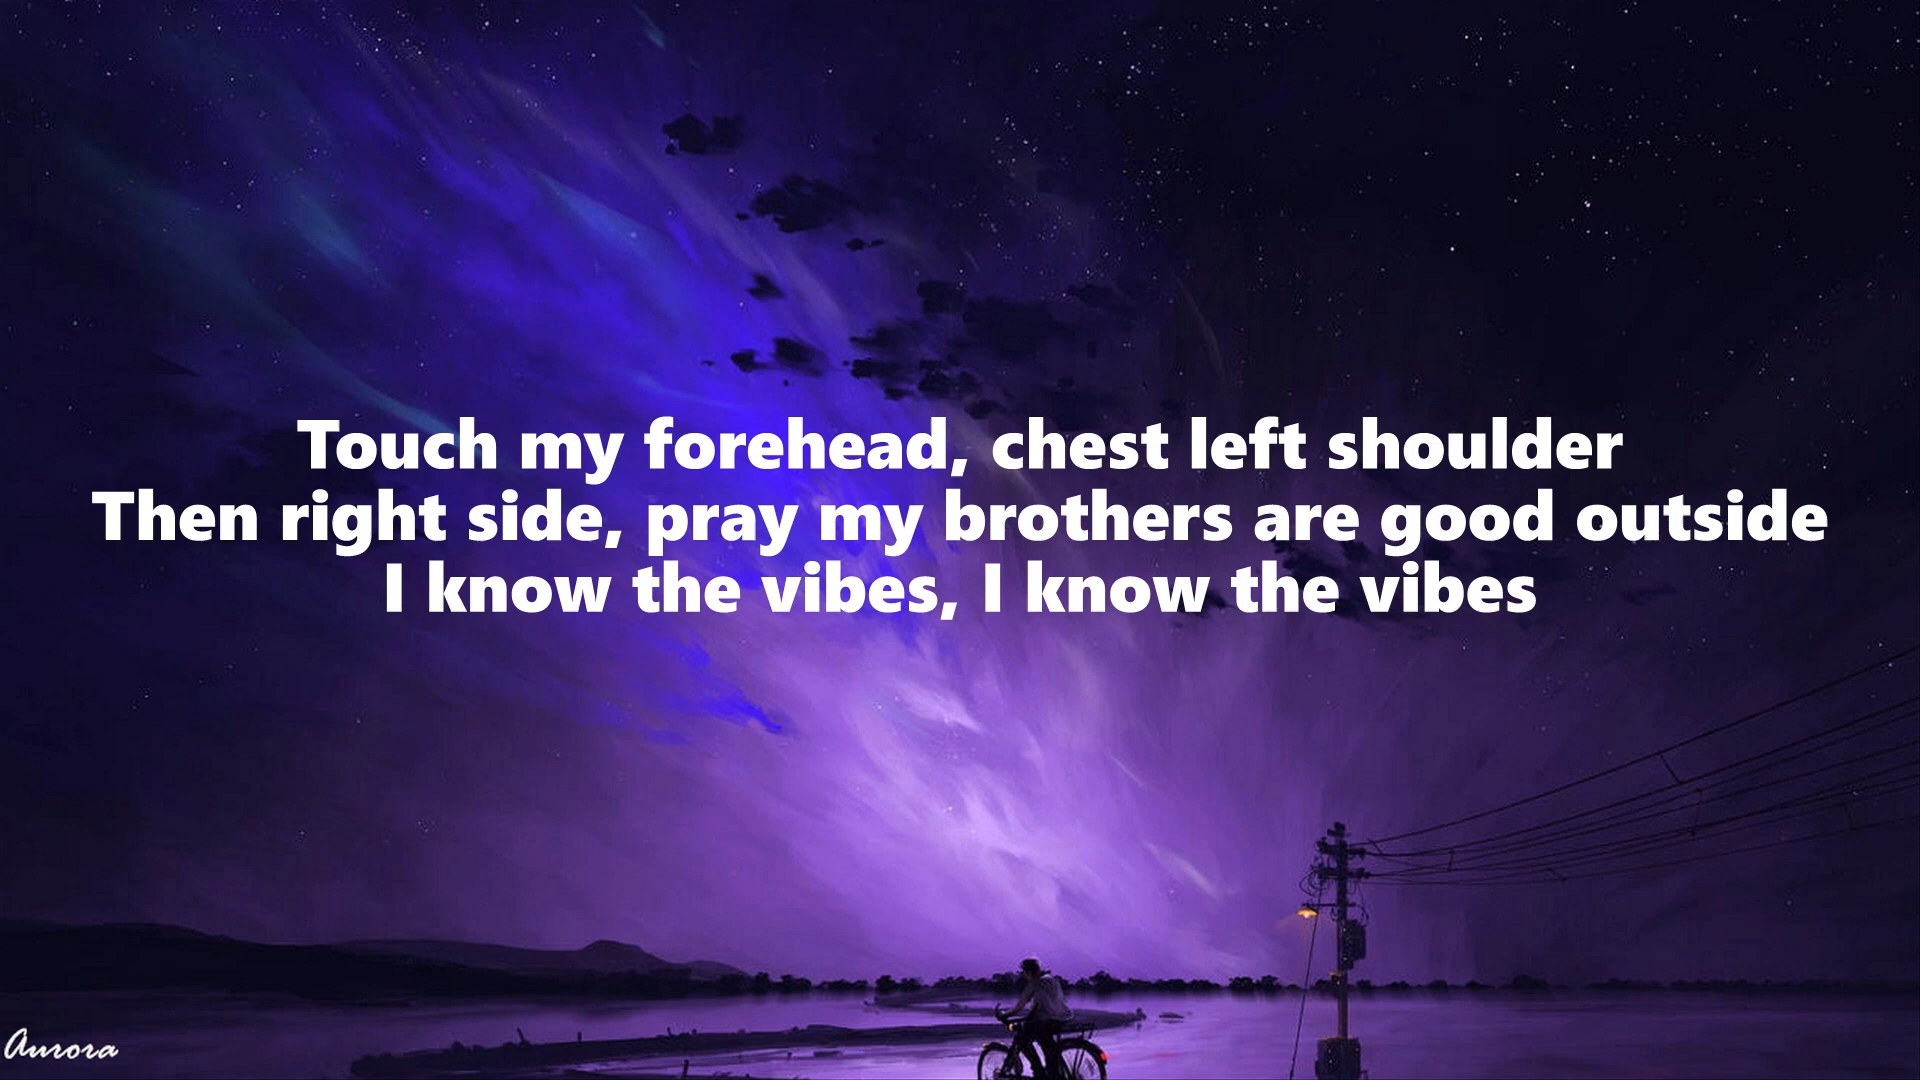 Touch my forehead, chest left shoulder
Then right side, pray my brothers are good outside
I know the vibes, I know the vibes
Aurora